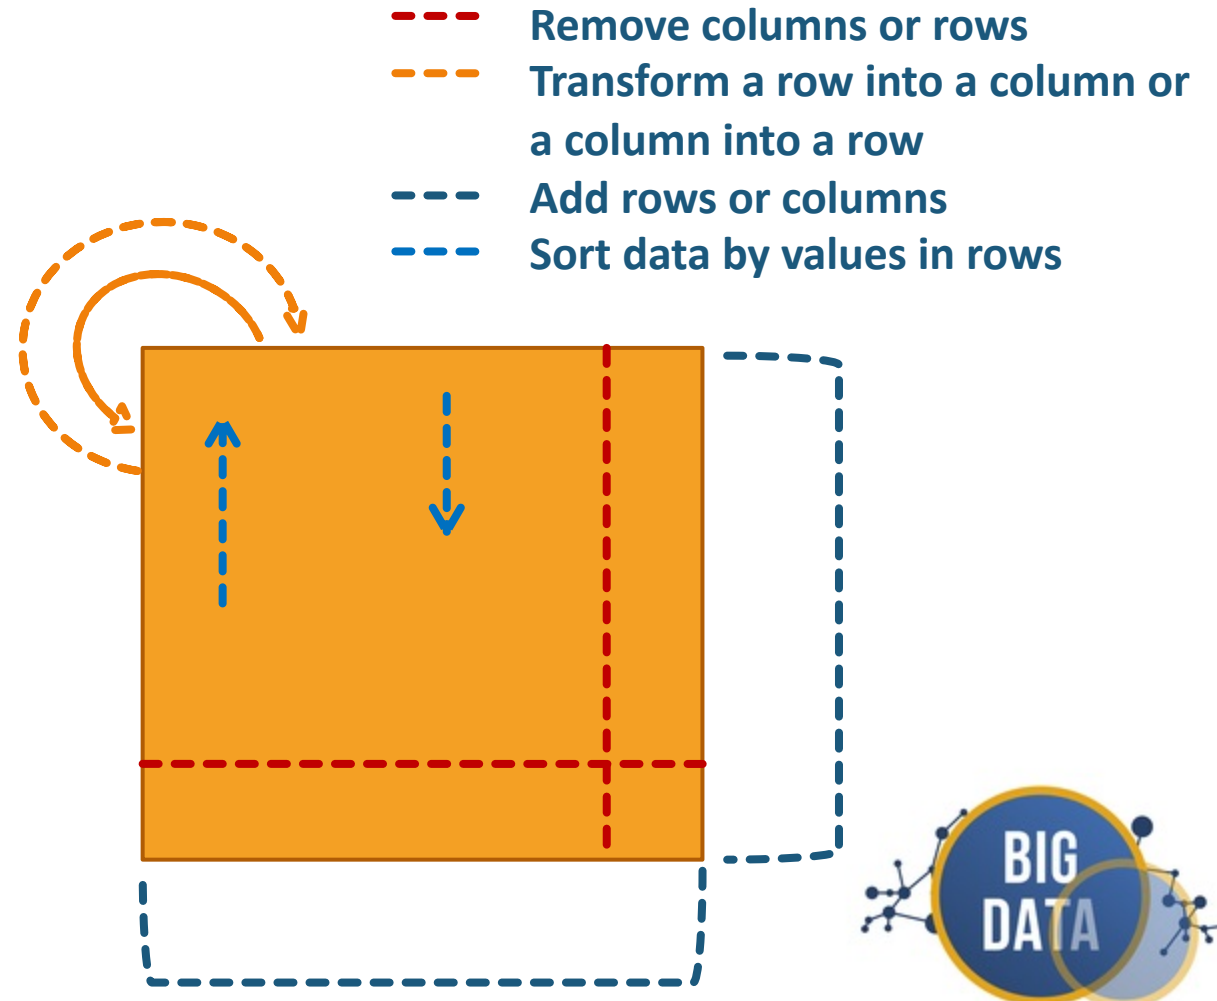 Remove columns or rows
Transform a row into a column or
a column into a row
Add rows or columns
Sort data by values in rows
BIG
DATA